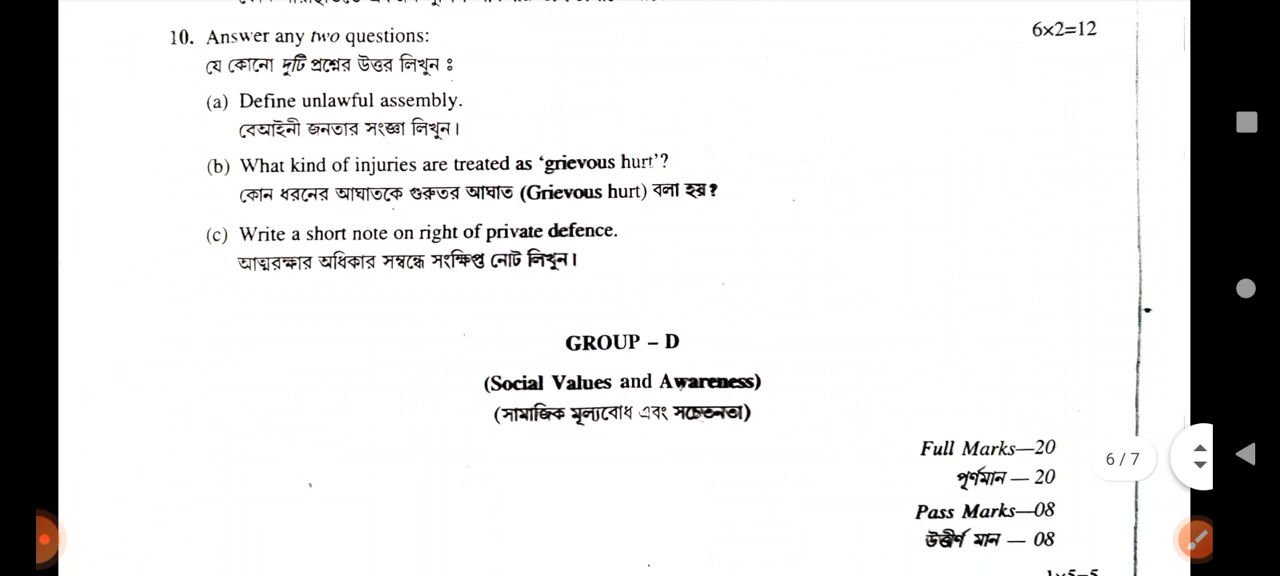 10. Answer any two questions: 6×2=12
যে কোনো দুটি প্রশ্নের উত্তর লিখুন ঃ
(a) Define unlawful assembly.
বেআইনী জনতার সংজ্ঞা লিখুন।
(b) What kind of injuries are treated as ‘grievous hurt’?
কোন ধরনের আঘাতকে গুরুতর আঘাত (Grievous hurt) বলা হয়?
(c) Write a short note on right of private defence.
আত্মরক্ষার অধিকার সম্বন্ধে সংক্ষিপ্ত নোট লিখুন।
GROUP – D
(Social Values and Awareness)
(সামাজিক মূল্যবোধ এবং সচেতনতা)
Full Marks—20
পূর্ণমান — 20
6 / 7
Pass Marks—08
উত্তীর্ণ মান — 08